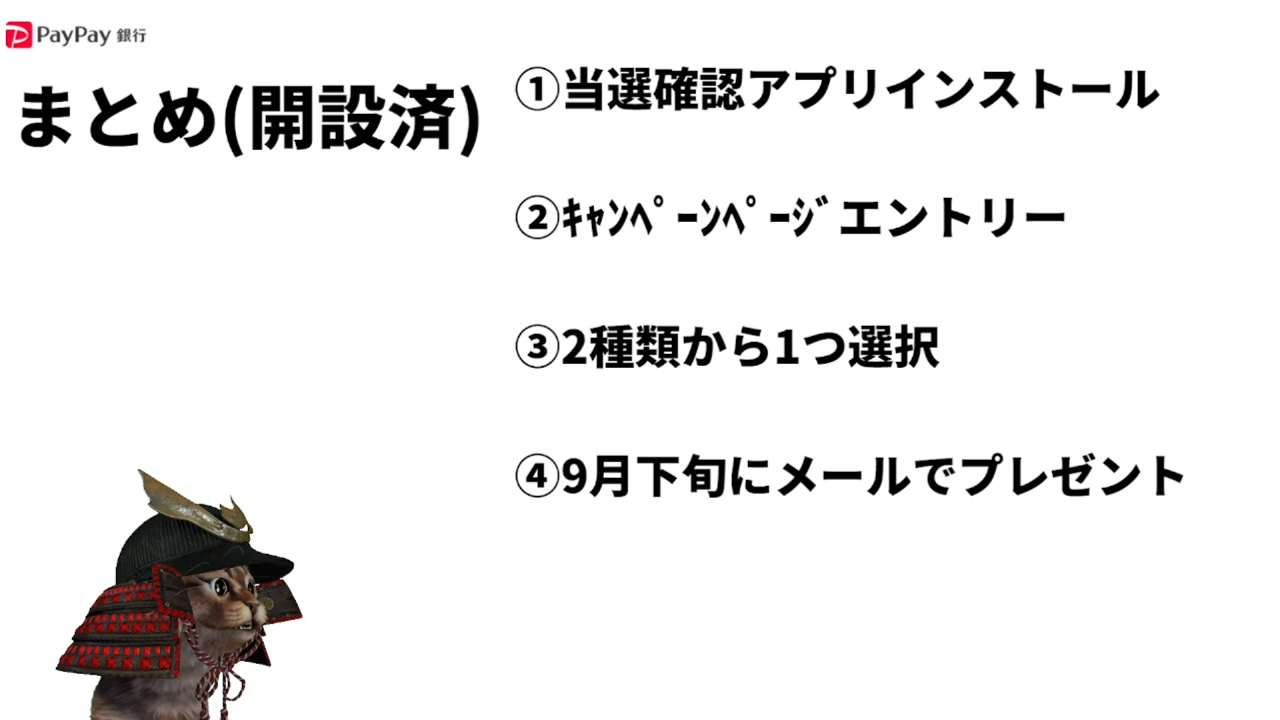 PayPay 銀行
まとめ(開設済)
①当選確認アプリインストール
②ｷｬﾝﾍﾟｰﾝﾍﾟｰｼﾞエントリー
③2種類から1つ選択
④9月下旬にメールでプレゼント